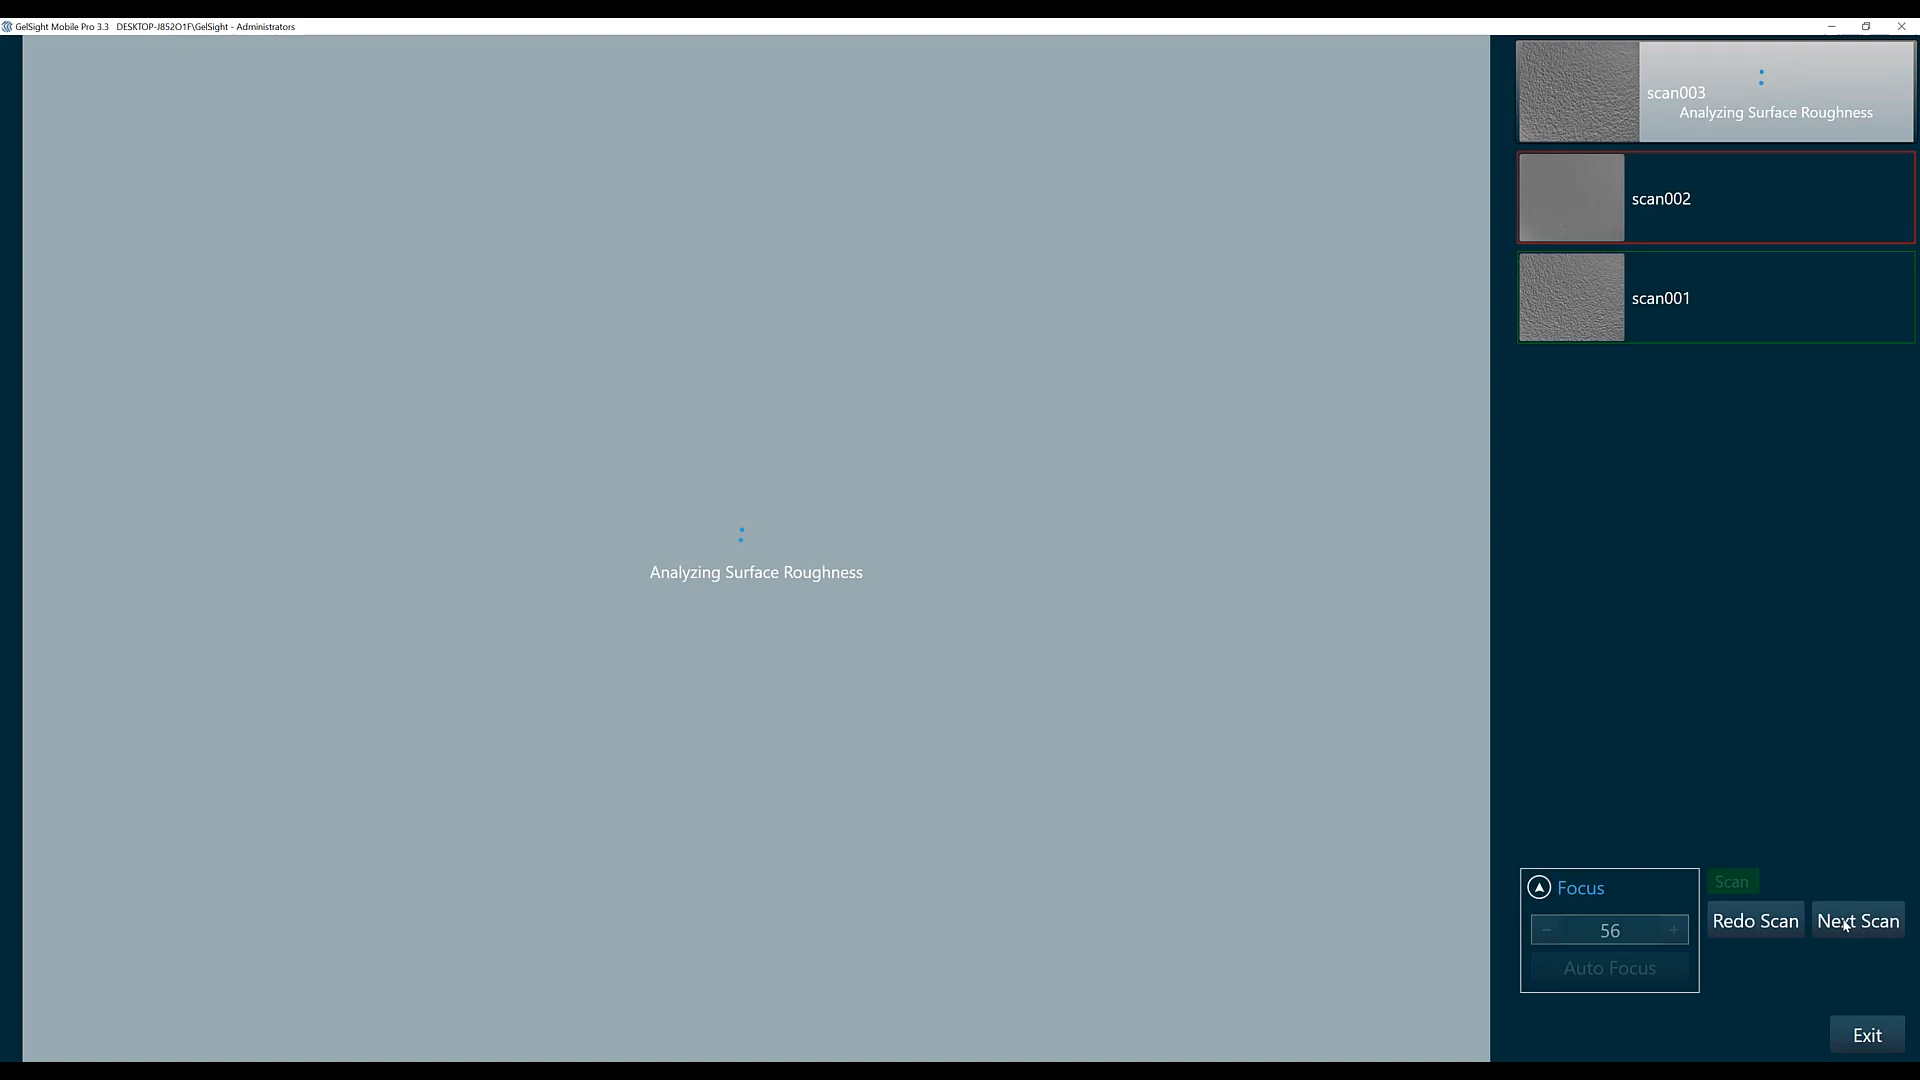 GelSight Mobile Pro 3.3 DESKTOP-J852O1F\GelSight - Administrators
scan003
Analyzing Surface Roughness
scan002
scan001
Analyzing Surface Roughness
Focus
Scan
56
Redo Scan
Next Scan
Auto Focus
Exit